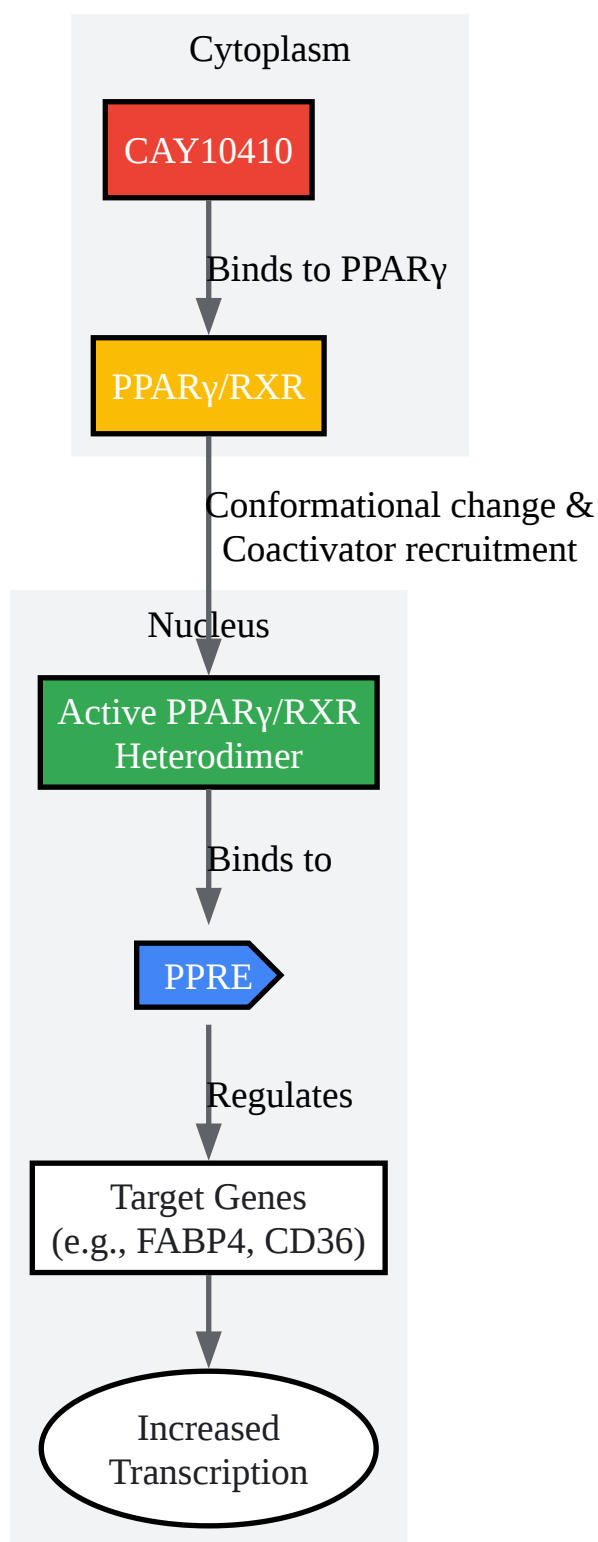 Cytoplasm
CAY10410
Binds to PPARγ
PPARγ/RXR
Conformational change &
Coactivator recruitment
Nucleus
Active PPARγ/RXR
Heterodimer
Binds to
PPRE
Regulates
Target Genes
(e.g., FABP4, CD36)
Increased
Transcription